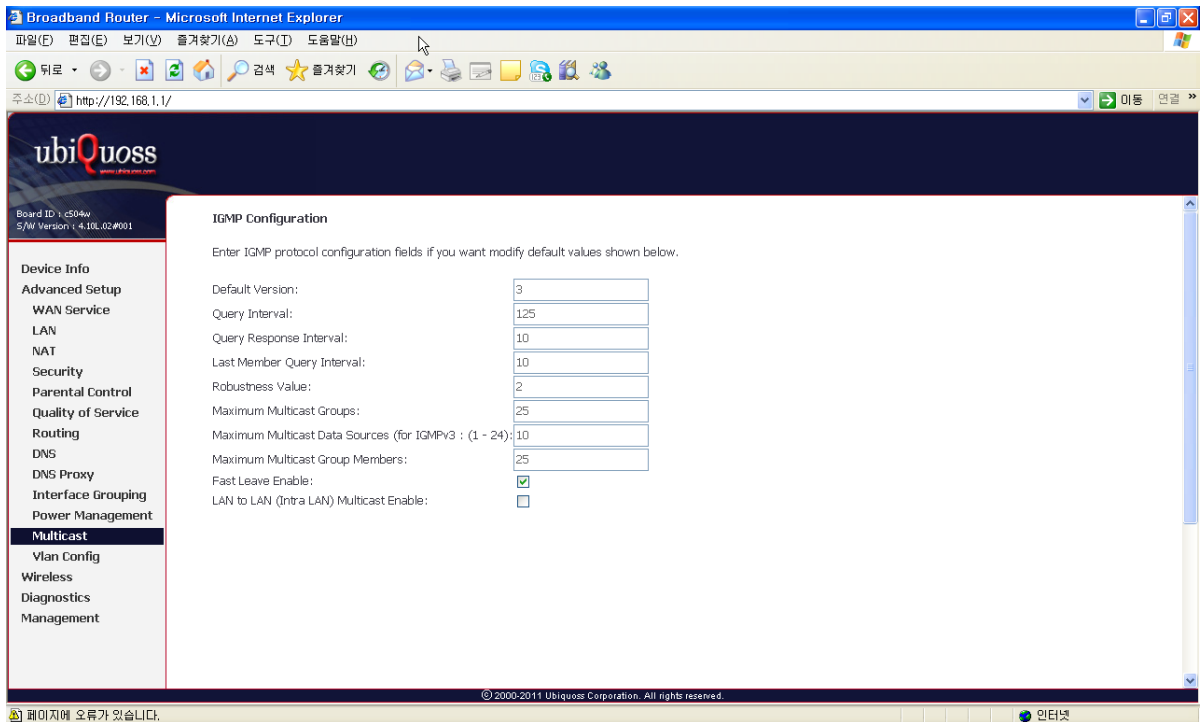 Broadband Router - Microsoft Internet Explorer
파일(F) 편집(E) 보기(V) 즐겨찾기(A) 도구(T) 도움말(H)
뒤로 검색 즐겨찾기
주소(D) http://192,168,1,1/ 이동 연결 »
ubiQuoss
www.ubiquoss.com
Board ID : c504w
S/W Version : 4.10L.02#001
Device Info
Advanced Setup
WAN Service
LAN
NAT
Security
Parental Control
Quality of Service
Routing
DNS
DNS Proxy
Interface Grouping
Power Management
Multicast
Vlan Config
Wireless
Diagnostics
Management
IGMP Configuration
Enter IGMP protocol configuration fields if you want modify default values shown below.
Default Version: 3
Query Interval: 125
Query Response Interval: 10
Last Member Query Interval: 10
Robustness Value: 2
Maximum Multicast Groups: 25
Maximum Multicast Data Sources (for IGMPv3 : (1 - 24): 10
Maximum Multicast Group Members: 25
Fast Leave Enable:
LAN to LAN (Intra LAN) Multicast Enable:
© 2000-2011 Ubiquoss Corporation. All rights reserved.
페이지에 오류가 있습니다. 인터넷